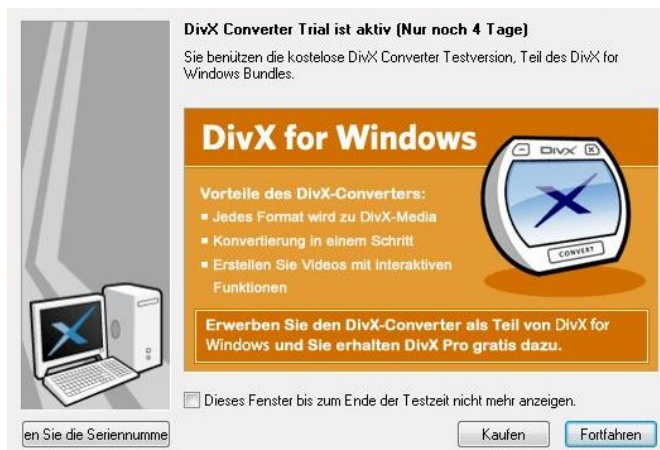 DivX Converter Trial ist aktiv (Nur noch 4 Tage)
Sie benützen die kostelose DivX Converter Testversion, Teil des DivX for
Windows Bundles.
DivX for Windows
DIVX
CONVERT
Vorteile des DivX-Converters:
Jedes Format wird zu DivX-Media
Konvertierung in einem Schritt
Erstellen Sie Videos mit interaktiven
Funktionen
Erwerben Sie den DivX-Converter als Teil von DivX for
Windows und Sie erhalten DivX Pro gratis dazu.
Dieses Fenster bis zum Ende der Testzeit nicht mehr anzeigen.
en Sie die Seriennumme
Kaufen
Fortfahren